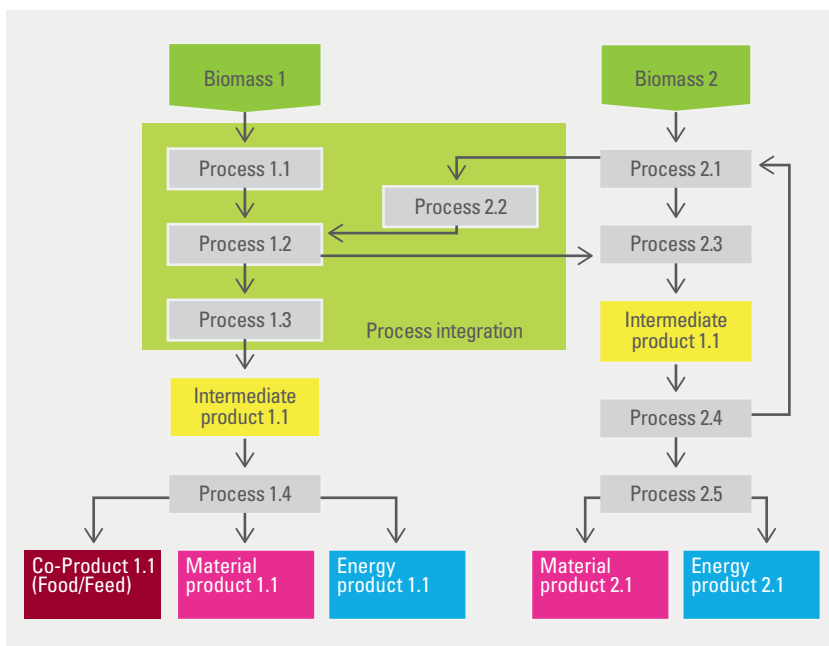 Biomass 1
Biomass 2
Process 1.1
Process 2.1
Process 2.2
Process 1.2
Process 2.3
Process 1.3
Process integration
Intermediate
product 1.1
Intermediate
product 1.1
Process 2.4
Process 1.4
Process 2.5
Co-Product 1.1
(Food/Feed)
Material
product 1.1
Energy
product 1.1
Material
product 2.1
Energy
product 2.1